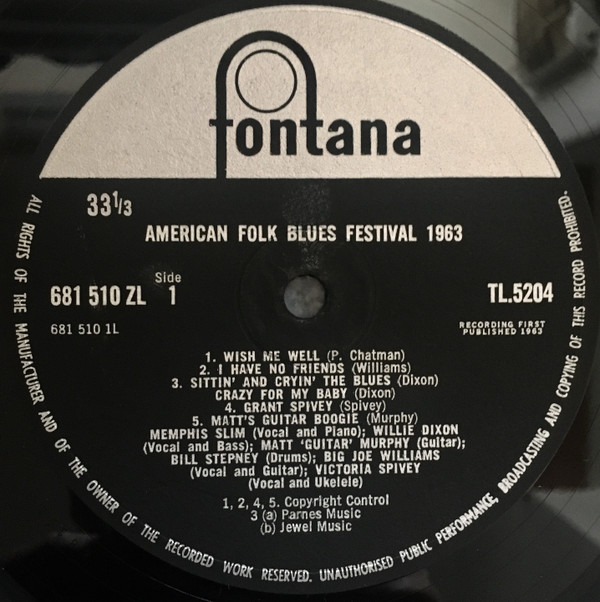 fontana
33 1/3
AMERICAN FOLK BLUES FESTIVAL 1963
681 510 ZL Side 1 TL.5204
681 510 1L RECORDING FIRST PUBLISHED 1963
1. WISH ME WELL (P. Chatman)
2. I HAVE NO FRIENDS (Williams)
3. SITTIN' AND CRYIN' THE BLUES (Dixon)
CRAZY FOR MY BABY (Dixon)
4. GRANT SPIVEY (Spivey)
5. MATT'S GUITAR BOOGIE (Murphy)
MEMPHIS SLIM (Vocal and Piano); WILLIE DIXON
(Vocal and Bass); MATT 'GUITAR' MURPHY (Guitar);
BILL STEPNEY (Drums); BIG JOE WILLIAMS
(Vocal and Guitar); VICTORIA SPIVEY
(Vocal and Ukelele)
1, 2, 4, 5. Copyright Control
3 (a) Parnes Music
(b) Jewel Music
ALL RIGHTS OF THE MANUFACTURER AND OF THE OWNER OF THE RECORDED WORK RESERVED. UNAUTHORISED PUBLIC PERFORMANCE, BROADCASTING AND COPYING OF THIS RECORD PROHIBITED.